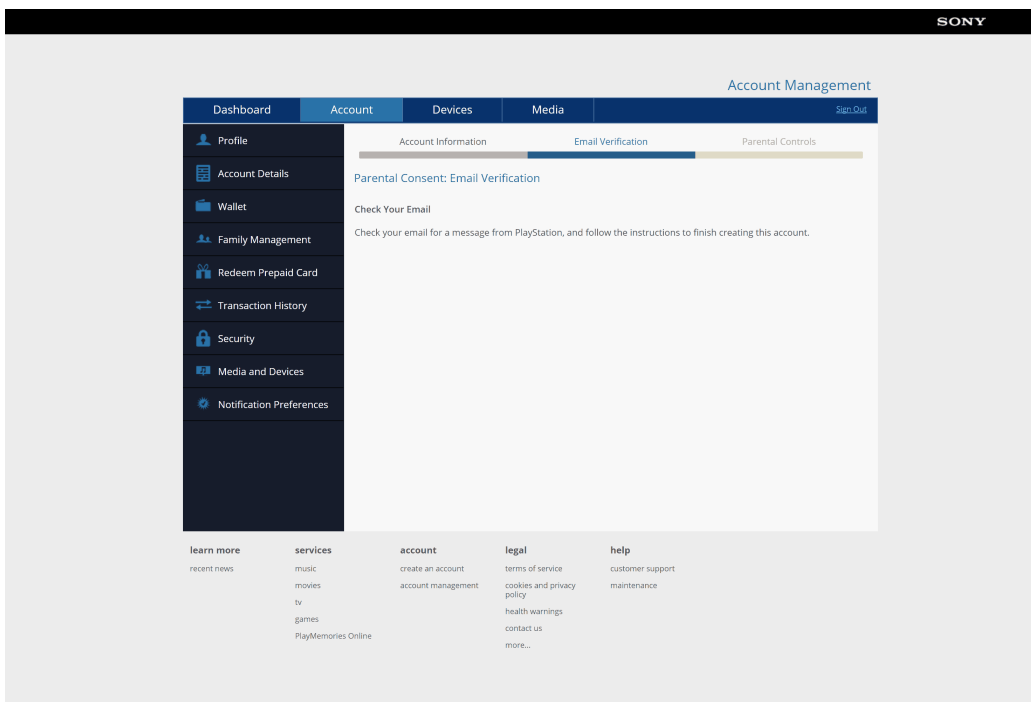 SONY
Account Management
Dashboard Account Devices Media Sign Out
Profile
Account Details
Wallet
Family Management
Redeem Prepaid Card
Transaction History
Security
Media and Devices
Notification Preferences
Account Information Email Verification Parental Controls
Parental Consent: Email Verification
Check Your Email
Check your email for a message from PlayStation, and follow the instructions to finish creating this account.
learn more
recent news
services
music
movies
tv
games
PlayMemories Online
account
create an account
account management
legal
terms of service
cookies and privacy
policy
health warnings
contact us
more...
help
customer support
maintenance